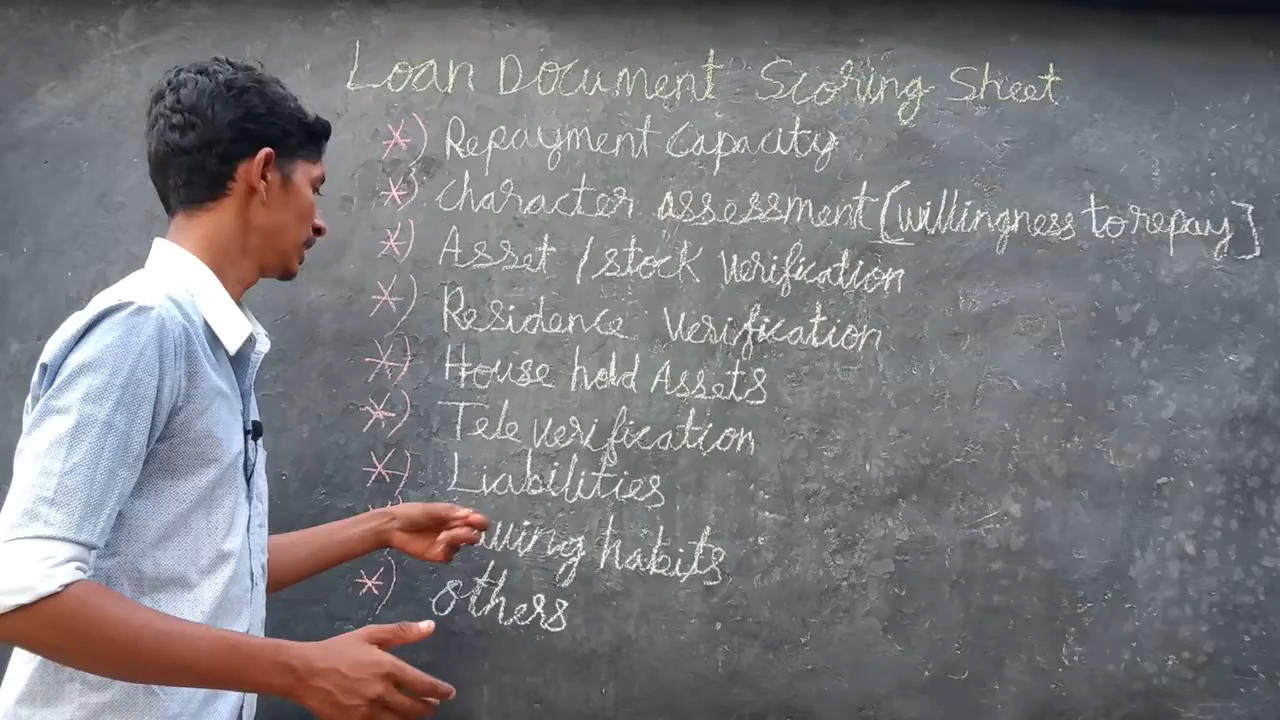 Loan Document Scoring Sheet
*) Repayment Capacity
*) Character assessment [willingness to repay]
*) Asset / stock Verification
*) Residence Verification
*) House hold Assets
*) Tele verification
*) Liabilities
habits
*) others